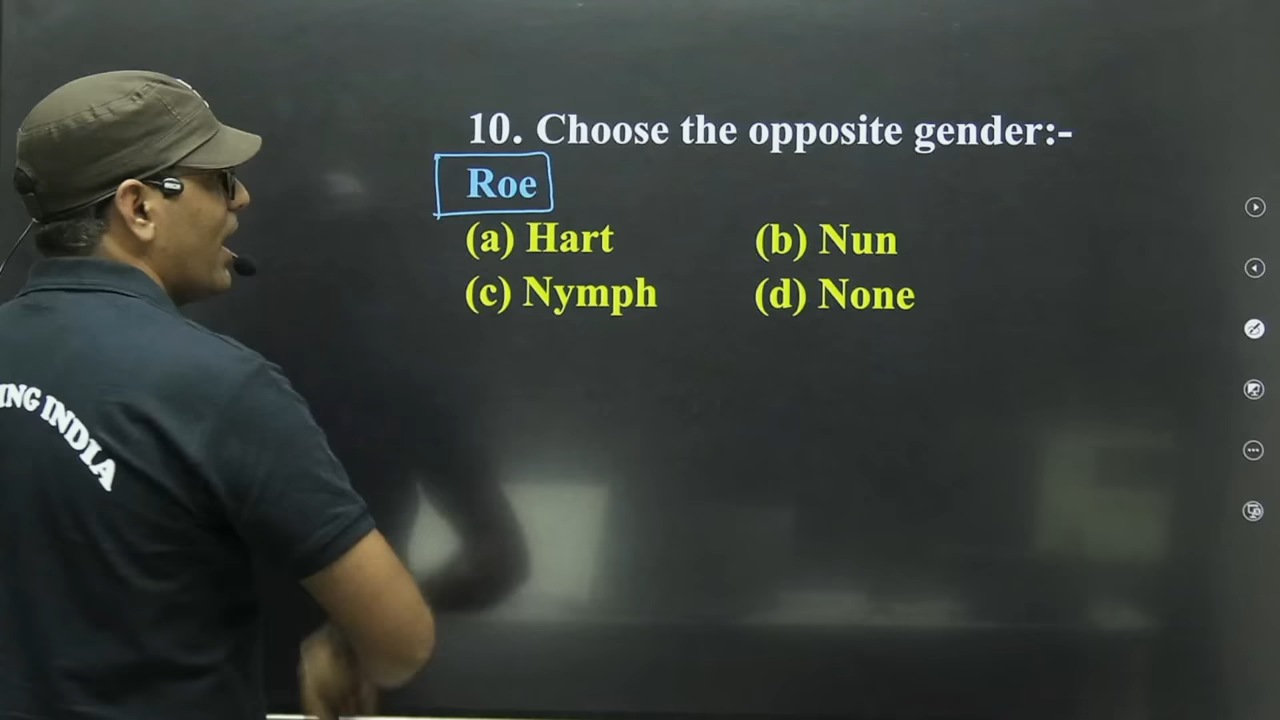 10. Choose the opposite gender:-
Roe
(a) Hart (b) Nun
(c) Nymph (d) None
ING INDIA